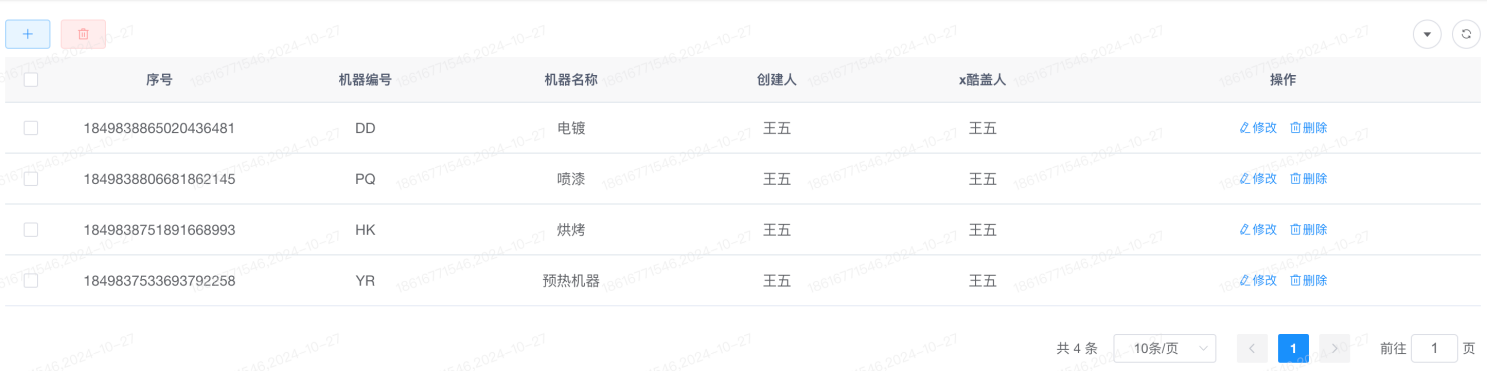 序号 机器编号 机器名称 创建人 x酷盖人 操作
1849838865020436481 DD 电镀 王五 王五 修改 删除
1849838806681862145 PQ 喷漆 王五 王五 修改 删除
1849838751891668993 HK 烘烤 王五 王五 修改 删除
1849837533693792258 YR 预热机器 王五 王五 修改 删除
共 4 条 10条/页 1 前往 1 页
18616771546,2024-10-27